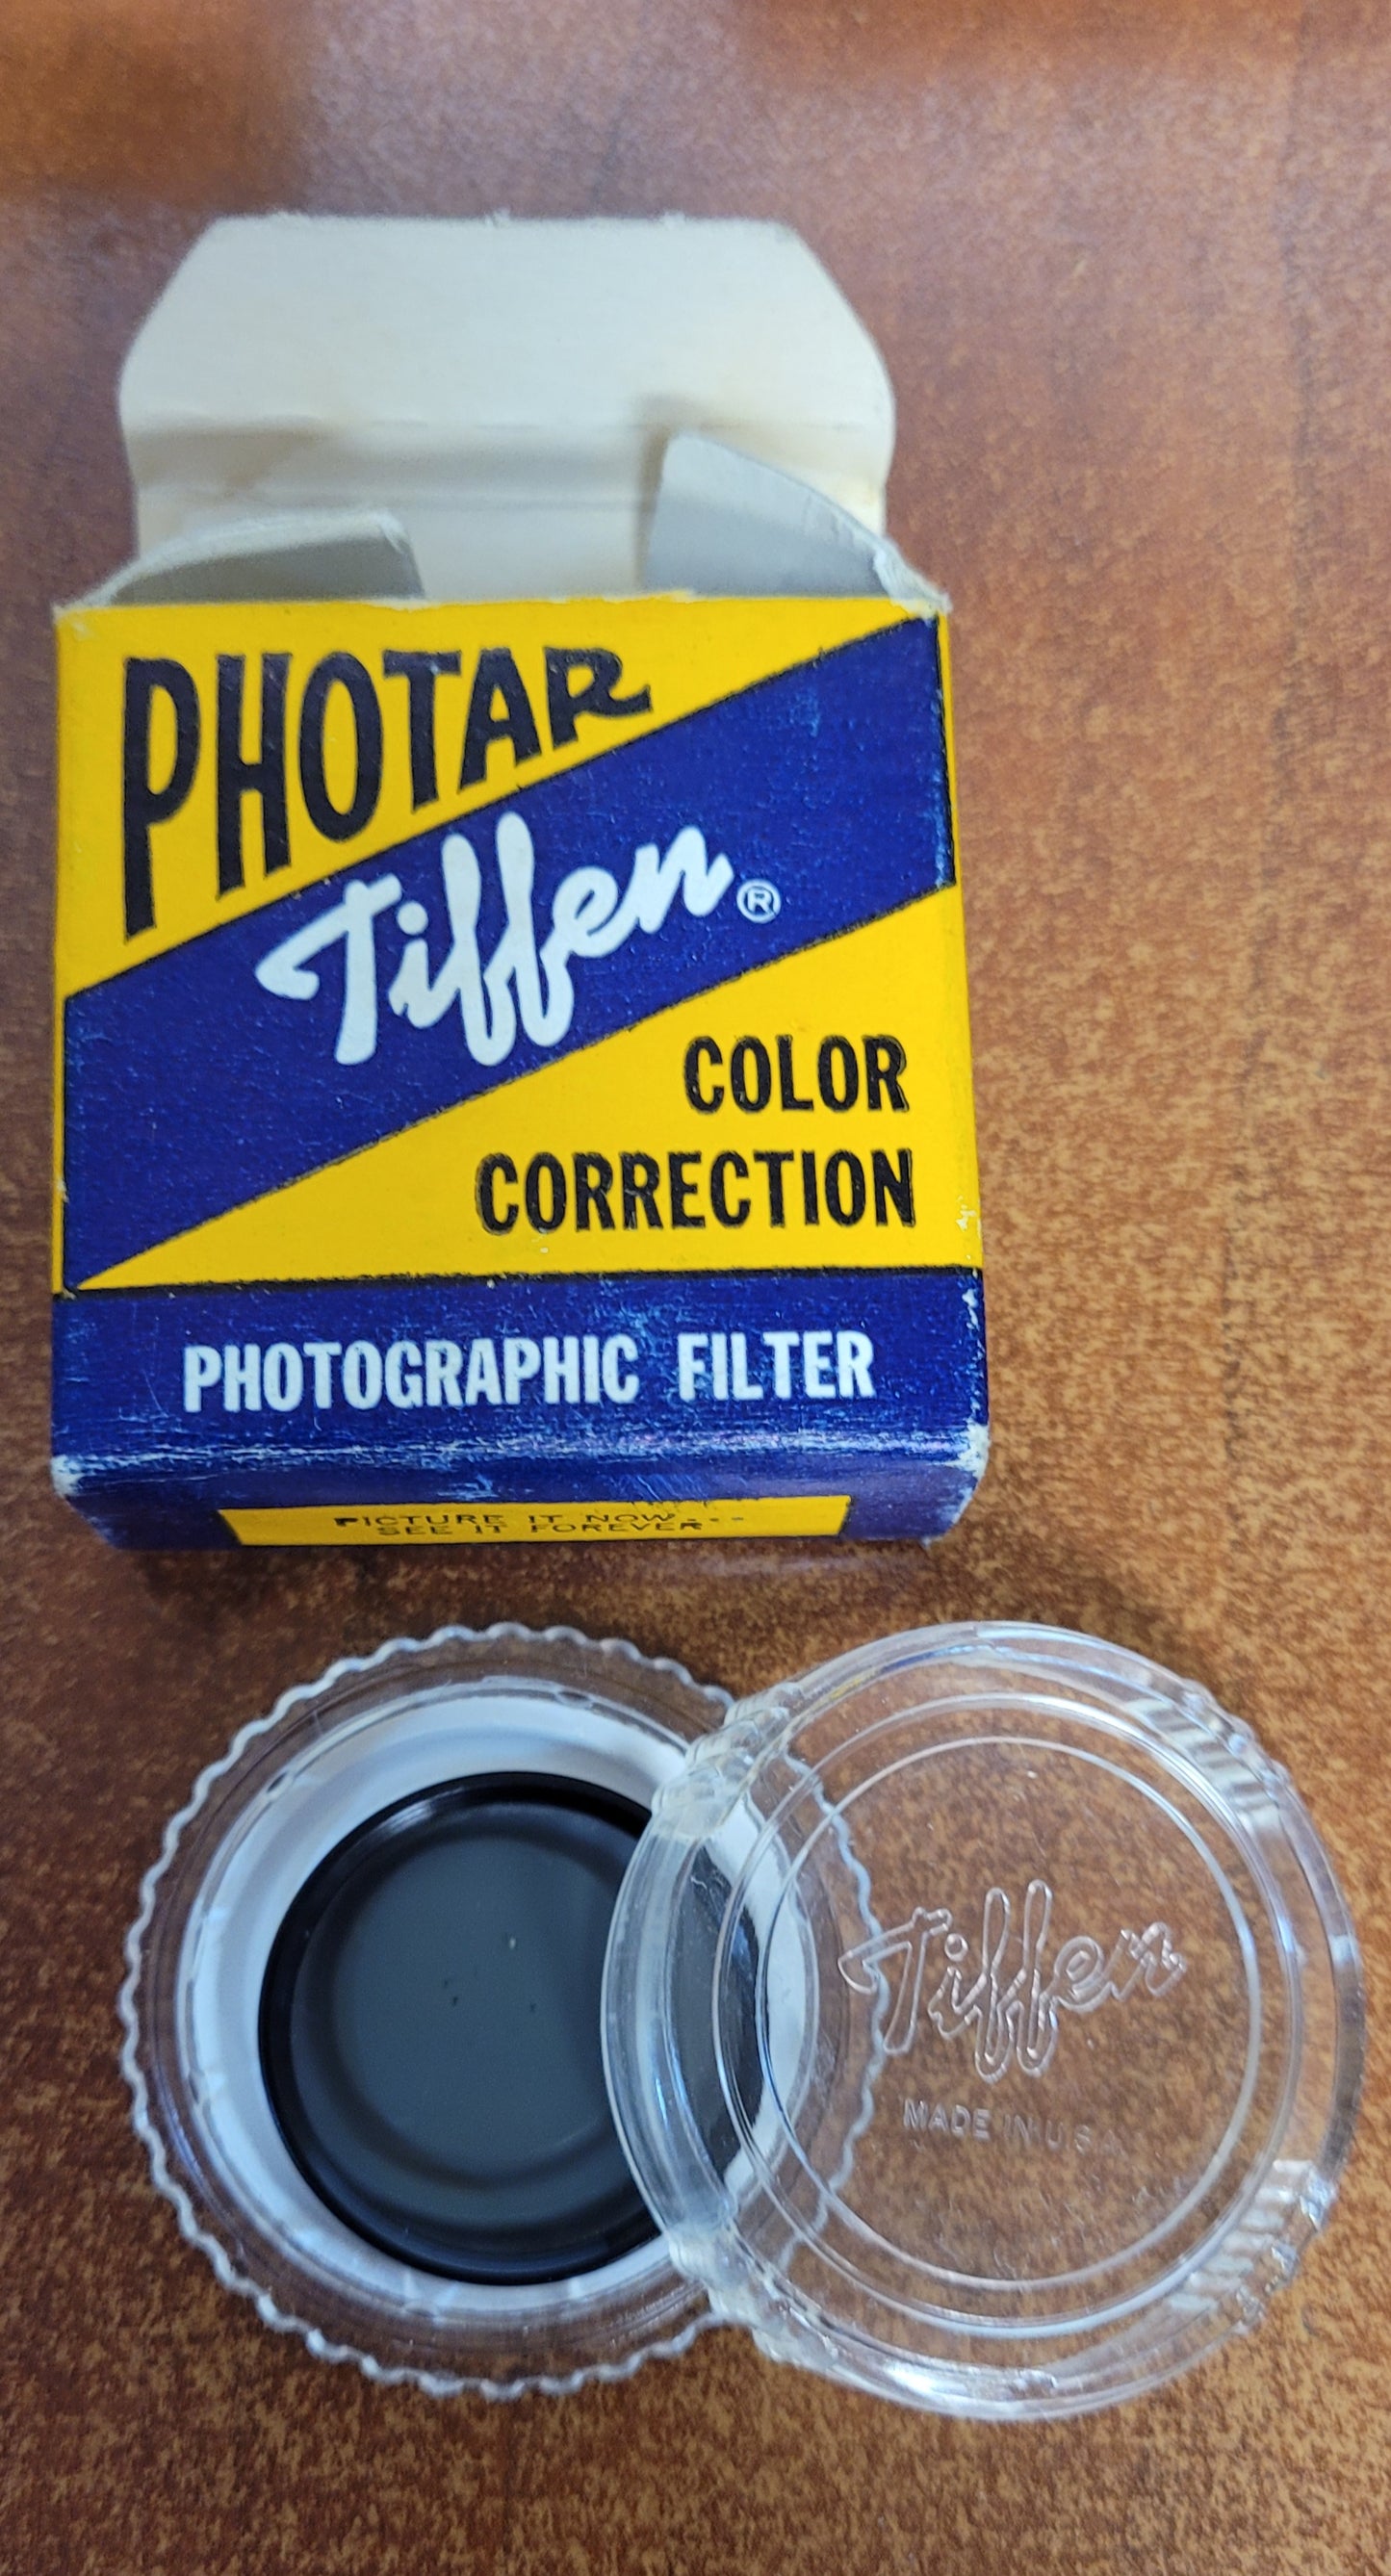 PHOTAR
Tiffen®
COLOR
CORRECTION
PHOTOGRAPHIC FILTER
PICTURE IT NOW...
SEE IT FOREVER
Tiffen
MADE IN U.S.A.